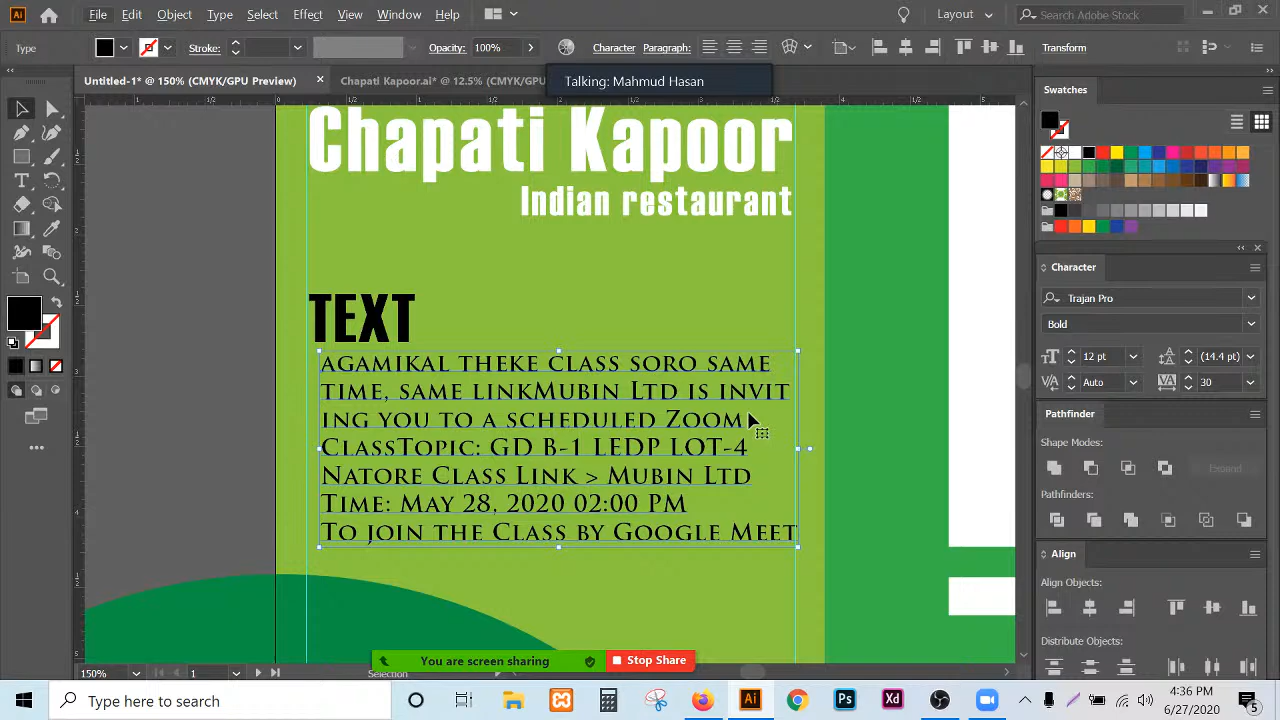 Ai File Edit Object Type Select Effect View Window Help Layout Search Adobe Stock
Type Stroke: Opacity: 100% Character Paragraph: Transform
Untitled-1* @ 150% (CMYK/GPU Preview) × Chapati Kapoor.ai* @ 12.5% (CMYK/GPU
Talking: Mahmud Hasan
Swatches
Chapati Kapoor
Indian restaurant
TEXT
agamikal theke class soro same
time, same linkMubin Ltd is invit
ing you to a scheduled Zoom
ClassTopic: GD B-1 LEDP LOT-4
Natore Class Link > Mubin Ltd
Time: May 28, 2020 02:00 PM
To join the Class by Google Meet
Character
Trajan Pro
Bold
12 pt (14.4 pt)
Auto 30
Pathfinder
Shape Modes:
Expand
Pathfinders:
Align
Align Objects:
Distribute Objects:
150% 1 Selection
You are screen sharing Stop Share
Type here to search
Ai Ps Xd
4:36 PM
6/7/2020
5